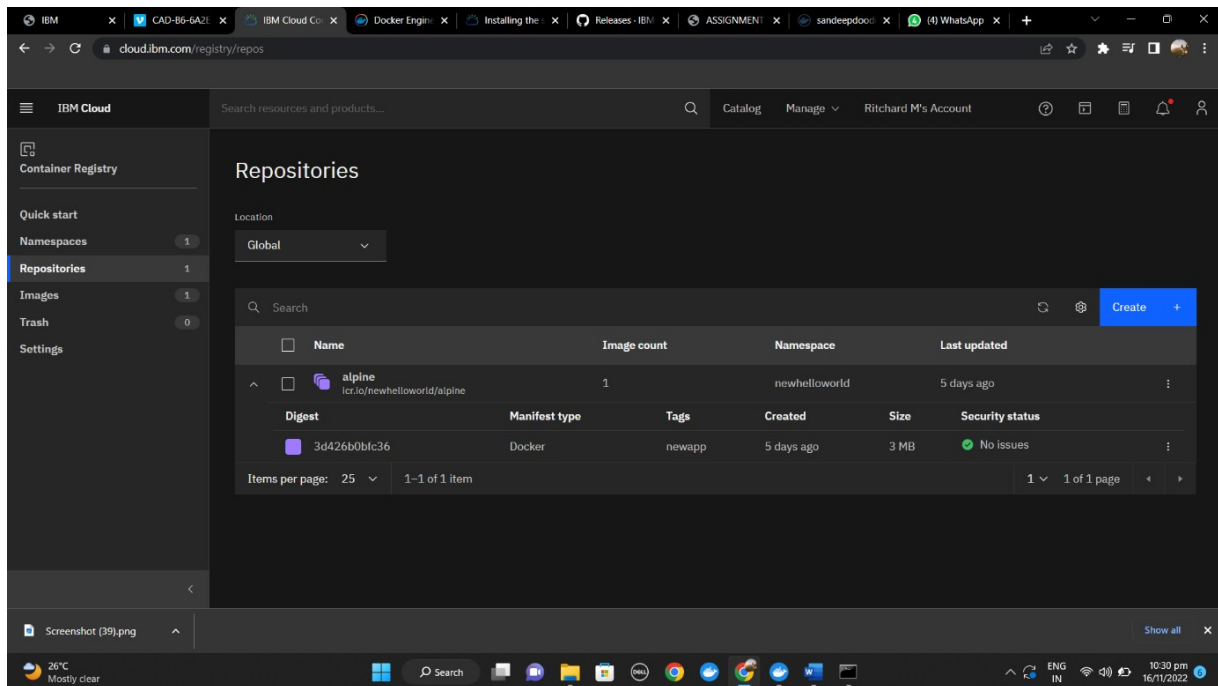 IBM CAD-B6-6A2E IBM Cloud Co Docker Engine Installing the s Releases · IBM ASSIGNMENT sandeepdood (4) WhatsApp
cloud.ibm.com/registry/repos
IBM Cloud Search resources and products... Catalog Manage Ritchard M's Account
Container Registry
Repositories
Quick start
Location
Namespaces 1
Global
Repositories 1
Images 1
Search Create +
Trash 0
Settings
Name Image count Namespace Last updated
alpine 1 newhelloworld 5 days ago
icr.io/newhelloworld/alpine
Digest Manifest type Tags Created Size Security status
3d426b0bfc36 Docker newapp 5 days ago 3 MB No issues
Items per page: 25 1–1 of 1 item 1 1 of 1 page
Screenshot (39).png Show all
26°C
Mostly clear
Search
DELL
W
ENG
IN
10:30 pm
16/11/2022
6